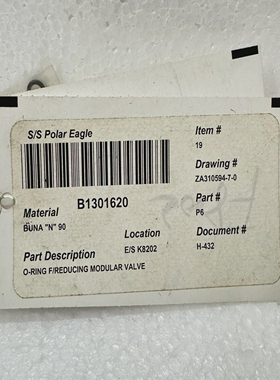 S/S Polar Eagle
Item #
19
Drawing #
ZA310594-7-0
B1301620
Material
BUNA "N" 90
Part #
P6
Location
E/S K8202
Document #
H-432
Part Description
O-RING F/REDUCING MODULAR VALVE